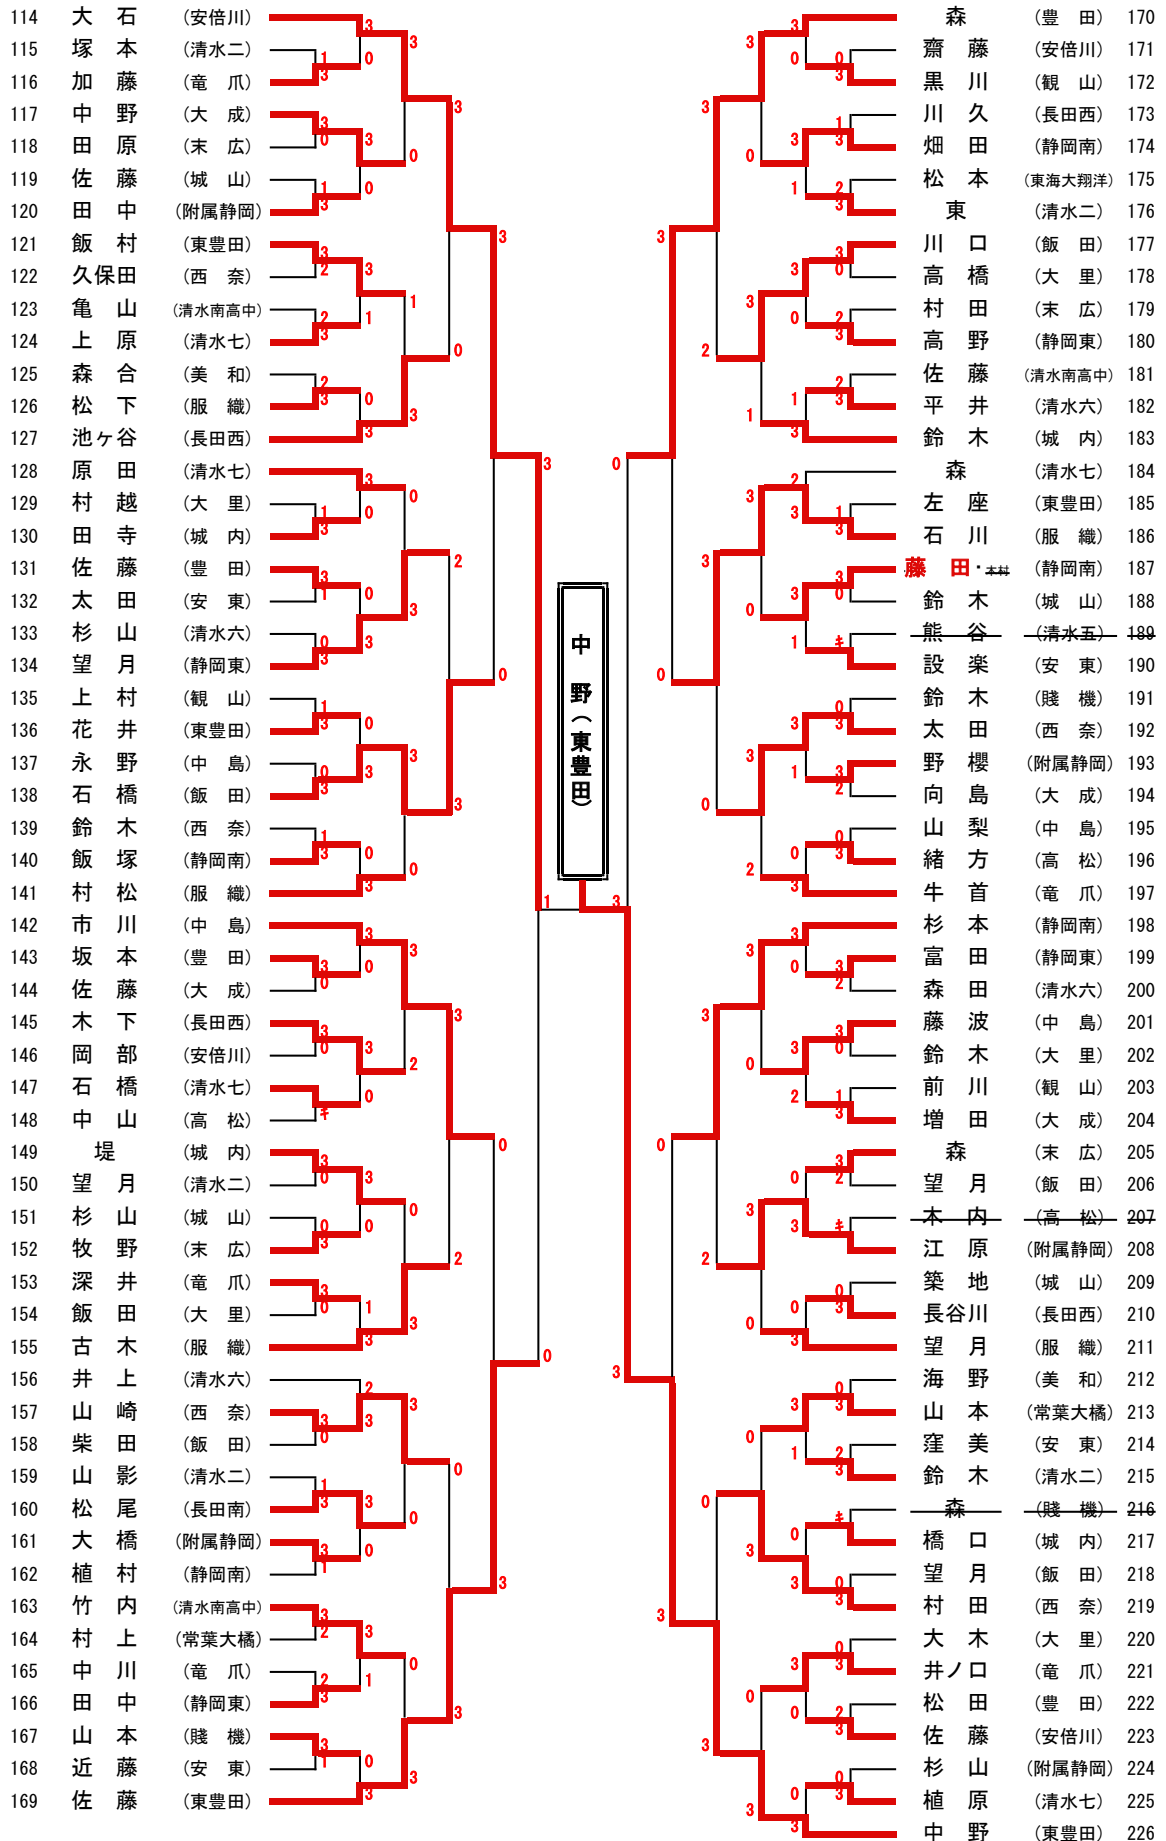 114 大 石 (安倍川)
115 塚 本 (清水二)
116 加 藤 (竜 爪)
117 中 野 (大 成)
118 田 原 (末 広)
119 佐 藤 (城 山)
120 田 中 (附属静岡)
121 飯 村 (東豊田)
122 久保田 (西 奈)
123 亀 山 (清水南高中)
124 上 原 (清水七)
125 森 合 (美 和)
126 松 下 (服 織)
127 池ヶ谷 (長田西)
128 原 田 (清水七)
129 村 越 (大 里)
130 田 寺 (城 内)
131 佐 藤 (豊 田)
132 太 田 (安 東)
133 杉 山 (清水六)
134 望 月 (静岡東)
135 上 村 (観 山)
136 花 井 (東豊田)
137 永 野 (中 島)
138 石 橋 (飯 田)
139 鈴 木 (西 奈)
140 飯 塚 (静岡南)
141 村 松 (服 織)
142 市 川 (中 島)
143 坂 本 (豊 田)
144 佐 藤 (大 成)
145 木 下 (長田西)
146 岡 部 (安倍川)
147 石 橋 (清水七)
148 中 山 (高 松)
149 堤 (城 内)
150 望 月 (清水二)
151 杉 山 (城 山)
152 牧 野 (末 広)
153 深 井 (竜 爪)
154 飯 田 (大 里)
155 古 木 (服 織)
156 井 上 (清水六)
157 山 崎 (西 奈)
158 柴 田 (飯 田)
159 山 影 (清水二)
160 松 尾 (長田南)
161 大 橋 (附属静岡)
162 植 村 (静岡南)
163 竹 内 (清水南高中)
164 村 上 (常葉大橘)
165 中 川 (竜 爪)
166 田 中 (静岡東)
167 山 本 (賤 機)
168 近 藤 (安 東)
169 佐 藤 (東豊田)
中 野(東豊田)
森 (豊 田) 170
齋 藤 (安倍川) 171
黒 川 (観 山) 172
川 久 (長田西) 173
畑 田 (静岡南) 174
松 本 (東海大翔洋) 175
東 (清水二) 176
川 口 (飯 田) 177
高 橋 (大 里) 178
村 田 (末 広) 179
高 野 (静岡東) 180
佐 藤 (清水南高中) 181
平 井 (清水六) 182
鈴 木 (城 内) 183
森 (清水七) 184
左 座 (東豊田) 185
石 川 (服 織) 186
藤 田・本村 (静岡南) 187
鈴 木 (城 山) 188
熊 谷 (清水五) 189
設 楽 (安 東) 190
鈴 木 (賤 機) 191
太 田 (西 奈) 192
野 櫻 (附属静岡) 193
向 島 (大 成) 194
山 梨 (中 島) 195
緒 方 (高 松) 196
牛 首 (竜 爪) 197
杉 本 (静岡南) 198
富 田 (静岡東) 199
森 田 (清水六) 200
藤 波 (中 島) 201
鈴 木 (大 里) 202
前 川 (観 山) 203
増 田 (大 成) 204
森 (末 広) 205
望 月 (飯 田) 206
木 内 (高 松) 207
江 原 (附属静岡) 208
築 地 (城 山) 209
長谷川 (長田西) 210
望 月 (服 織) 211
海 野 (美 和) 212
山 本 (常葉大橘) 213
窪 美 (安 東) 214
鈴 木 (清水二) 215
森 (賤 機) 216
橋 口 (城 内) 217
望 月 (飯 田) 218
村 田 (西 奈) 219
大 木 (大 里) 220
井ノ口 (竜 爪) 221
松 田 (豊 田) 222
佐 藤 (安倍川) 223
杉 山 (附属静岡) 224
植 原 (清水七) 225
中 野 (東豊田) 226